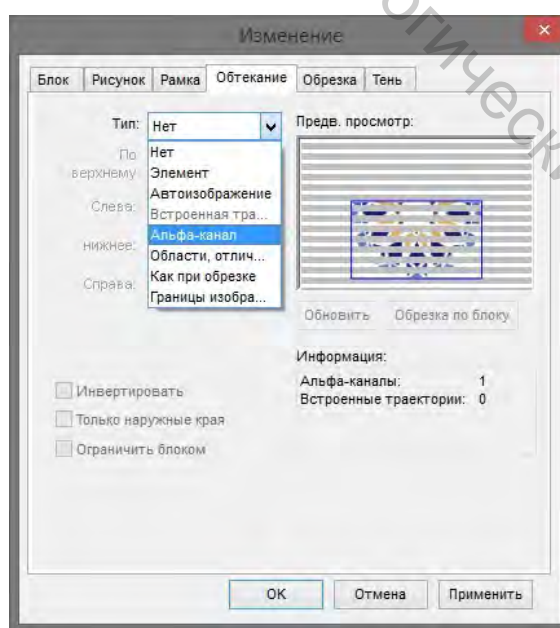 Изменение
Блок Рисунок Рамка Обтекание Обрезка Тень
Тип: Нет
Предв. просмотр:
По верхнему
Слева:
нижнее:
Справа:
Нет
Элемент
Автоизображение
Встроенная тра...
Альфа-канал
Области, отлич...
Как при обрезке
Границы изобра...
Обновить Обрезка по блоку
Информация:
Альфа-каналы: 1
Встроенные траектории: 0
Инвертировать
Только наружные края
Ограничить блоком
OK Отмена Применить